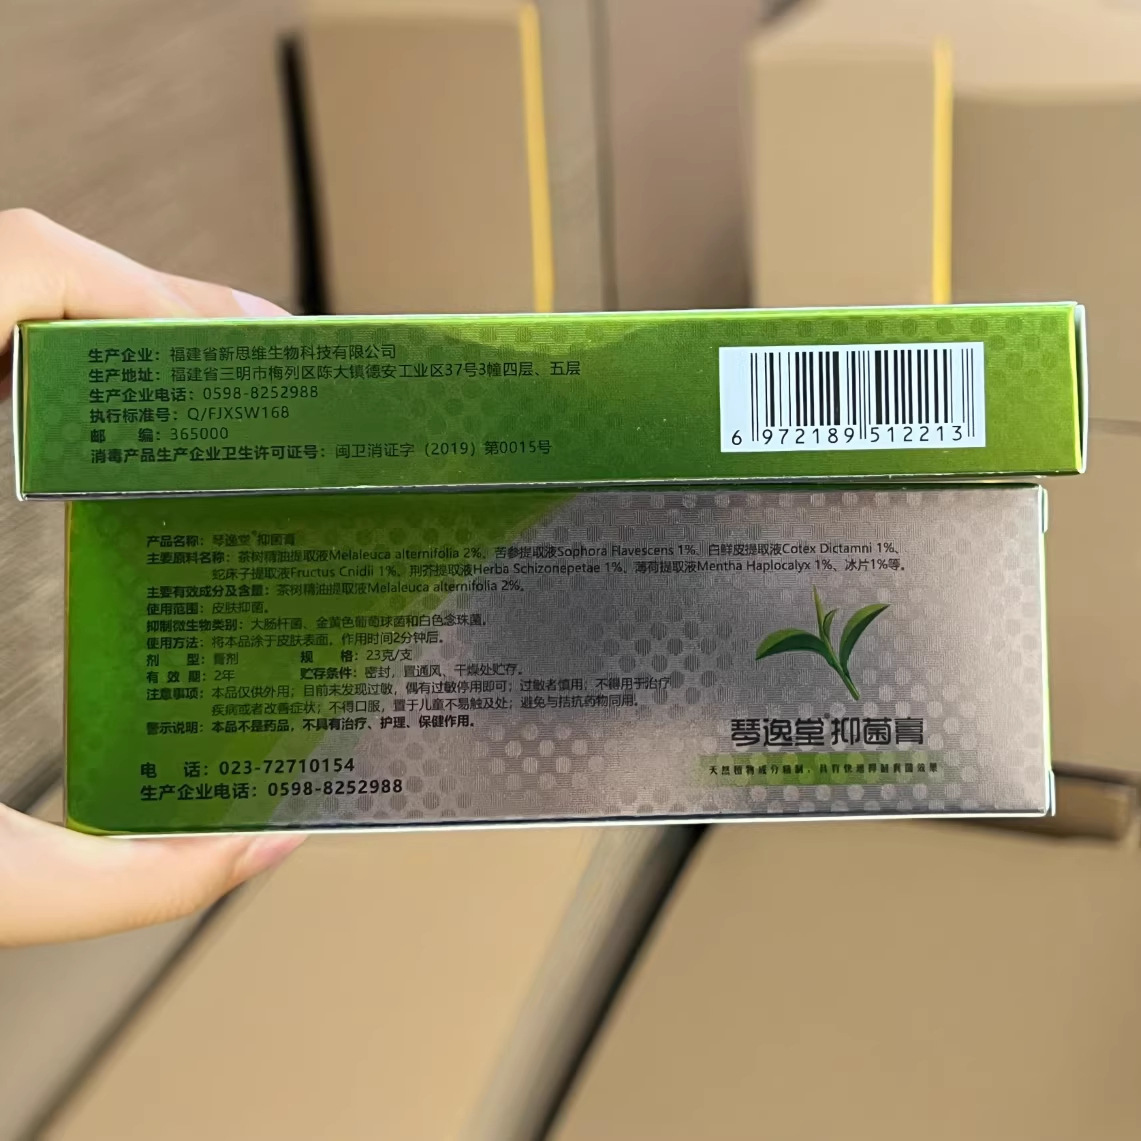 生产企业：福建省新思维生物科技有限公司
生产地址：福建省三明市梅列区陈大镇德安工业区37号3幢四层、五层
生产企业电话：0598-8252988
执行标准号：Q/FJXSW168
邮 编：365000
消毒产品生产企业卫生许可证号：闽卫消证字（2019）第0015号
6 972189 512213
产品名称：琴逸堂®抑菌膏
主要原料名称：茶树精油提取液Melaleuca alternifolia 2%、苦参提取液Sophora Flavescens 1%、白鲜皮提取液Cotex Dictamni 1%、
蛇床子提取液Fructus Cnidii 1%、荆芥提取液Herba Schizonepetae 1%、薄荷提取液Mentha Haplocalyx 1%、冰片1%等。
主要有效成分及含量：茶树精油提取液Melaleuca alternifolia 2%。
使用范围：皮肤抑菌。
抑制微生物类别：大肠杆菌、金黄色葡萄球菌和白色念珠菌。
使用方法：将本品涂于皮肤表面，作用时间2分钟后。
剂 型：膏剂 规 格：23克/支
有 效 期：2年 贮存条件：密封，置通风、干燥处贮存。
注意事项：本品仅供外用；目前未发现过敏，偶有过敏停用即可；过敏者慎用；不得用于治疗
疾病或者改善症状；不得口服，置于儿童不易触及处；避免与拮抗药物同用。
警示说明：本品不是药品，不具有治疗、护理、保健作用。
电 话：023-72710154
生产企业电话：0598-8252988
琴逸堂®抑菌膏
天然植物成分精制，具有快速抑制真菌效果